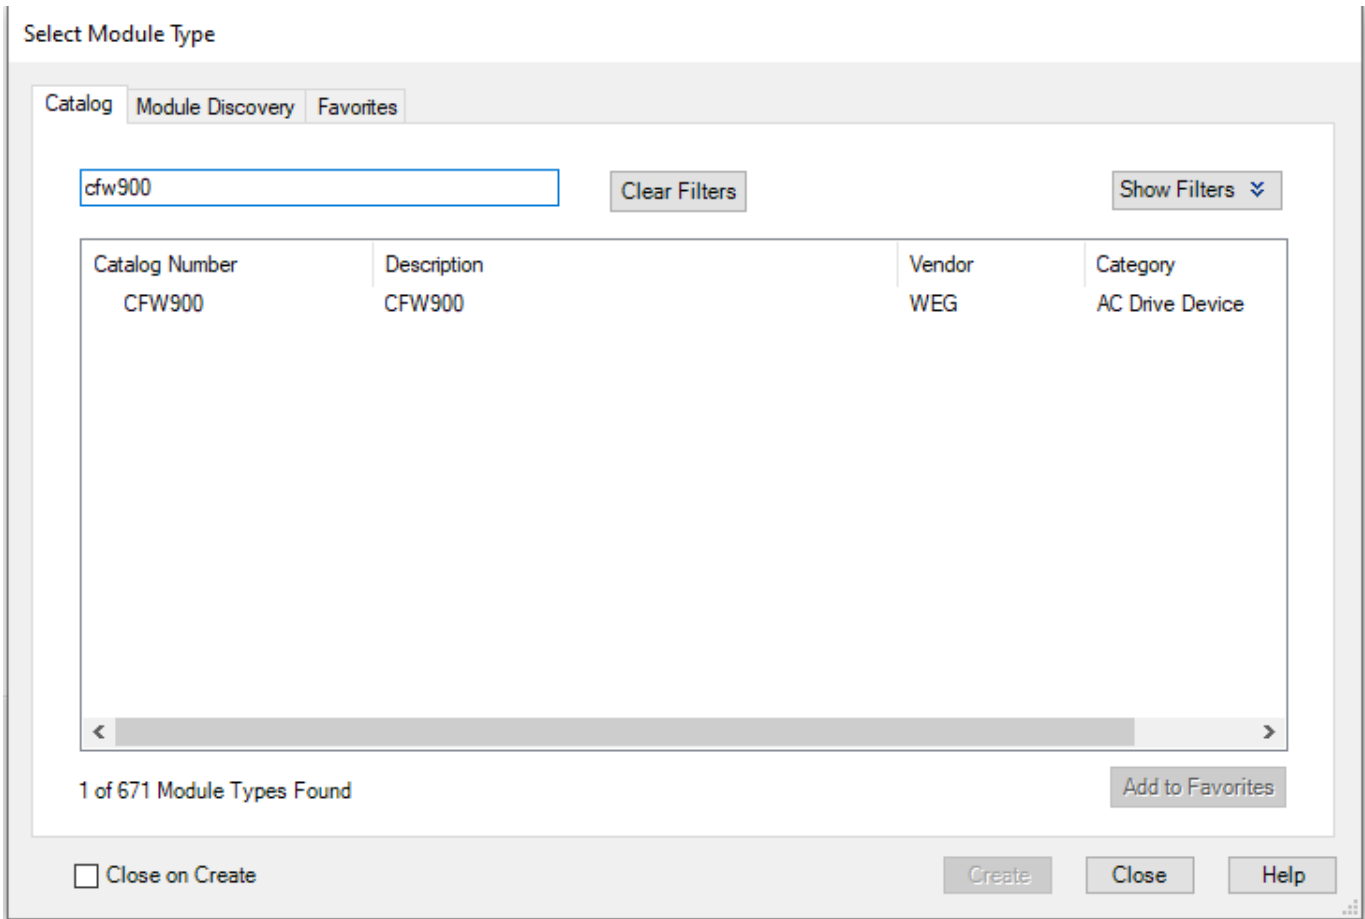 Select Module Type
Catalog Module Discovery Favorites
cfw900 Clear Filters Show Filters
Catalog Number Description Vendor Category
CFW900 CFW900 WEG AC Drive Device
1 of 671 Module Types Found Add to Favorites
Close on Create Create Close Help